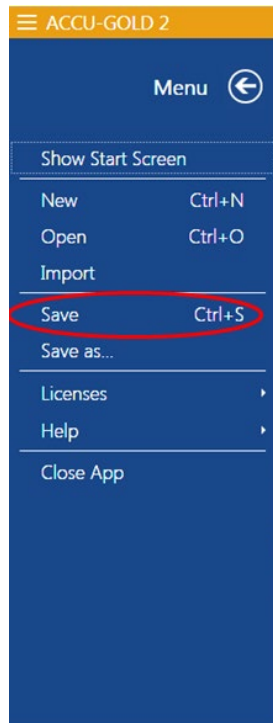 ACCU-GOLD 2
Menu
Show Start Screen
New Ctrl+N
Open Ctrl+O
Import
Save Ctrl+S
Save as...
Licenses
Help
Close App